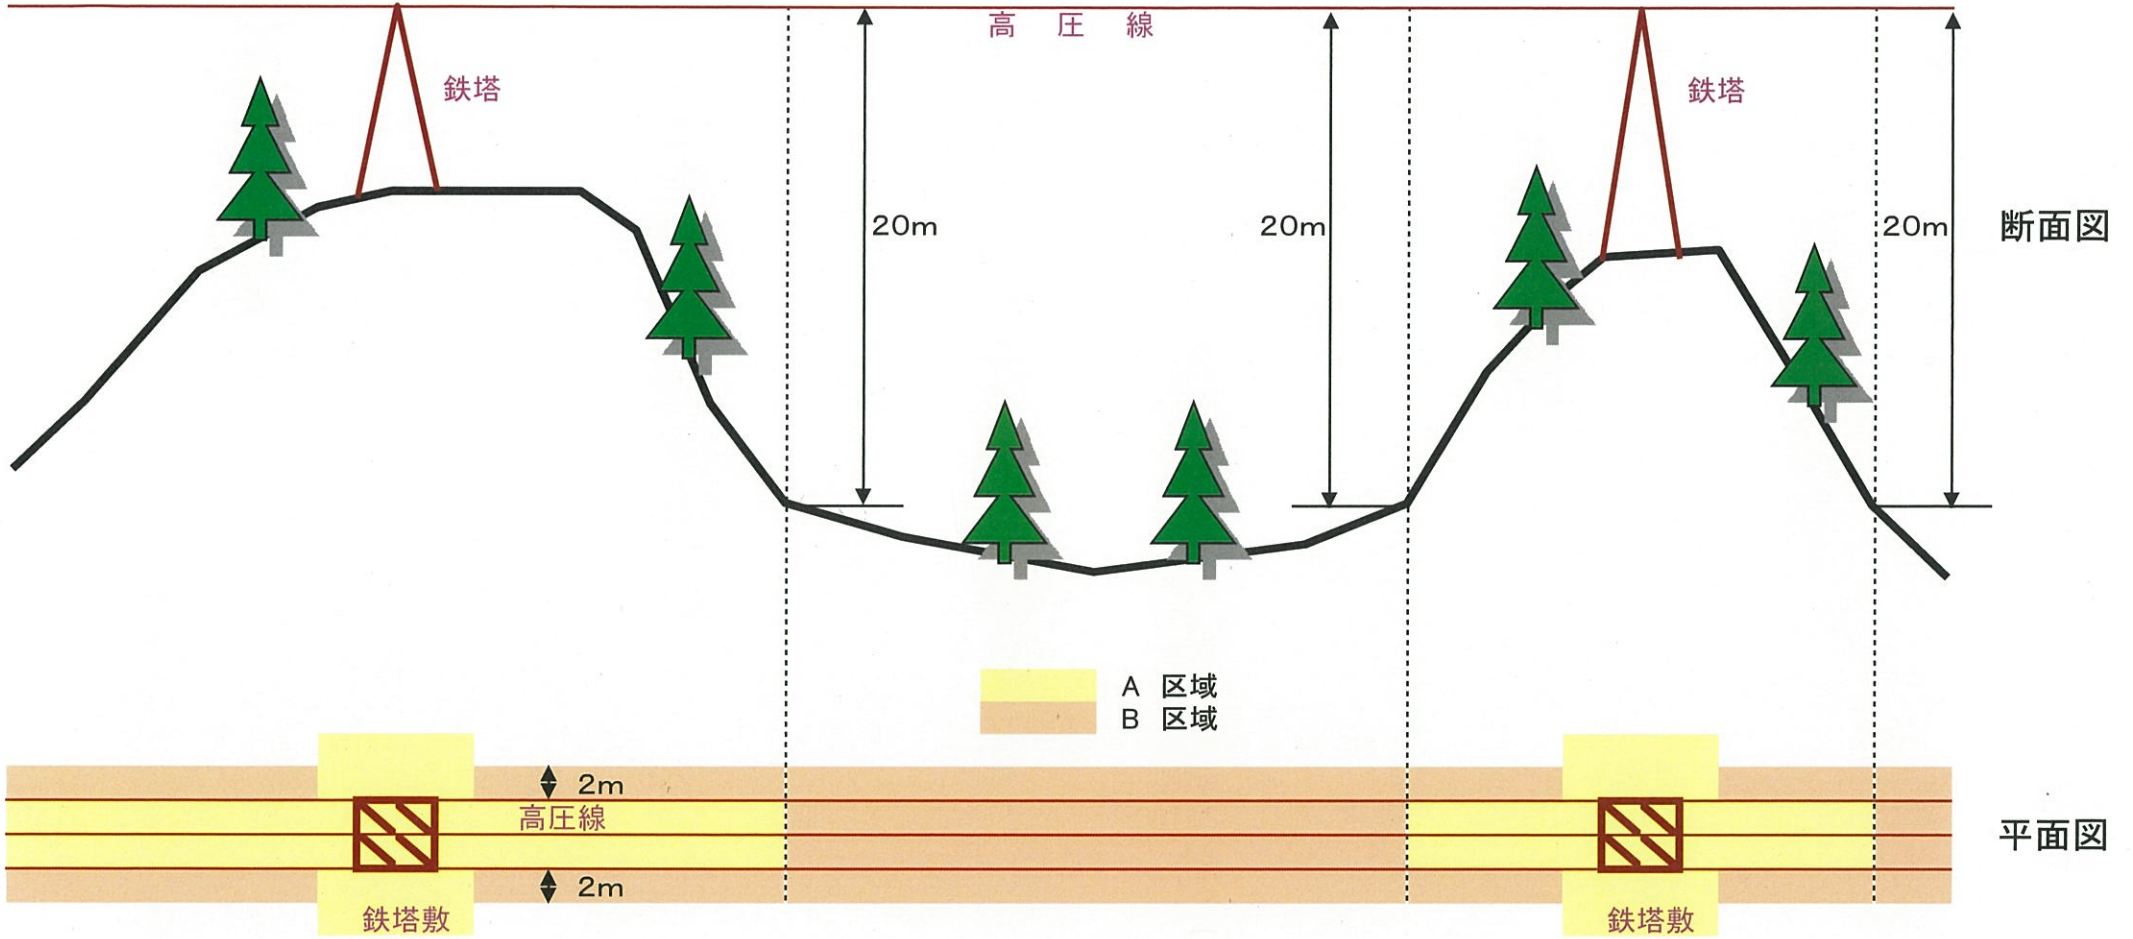 高 圧 線
鉄塔
鉄塔
20m
20m
20m
断面図
A 区域
B 区域
2m
高圧線
平面図
2m
鉄塔敷
鉄塔敷